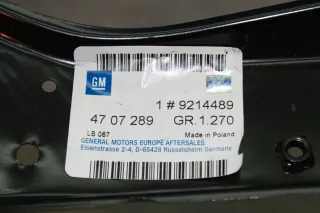 GM
1 # 9214489
47 07 289 GR.1.270
LB 067 Made in Poland
GENERAL MOTORS EUROPE AFTERSALES
Eisenstrasse 2-4, D-65428 Rüsselsheim Germany